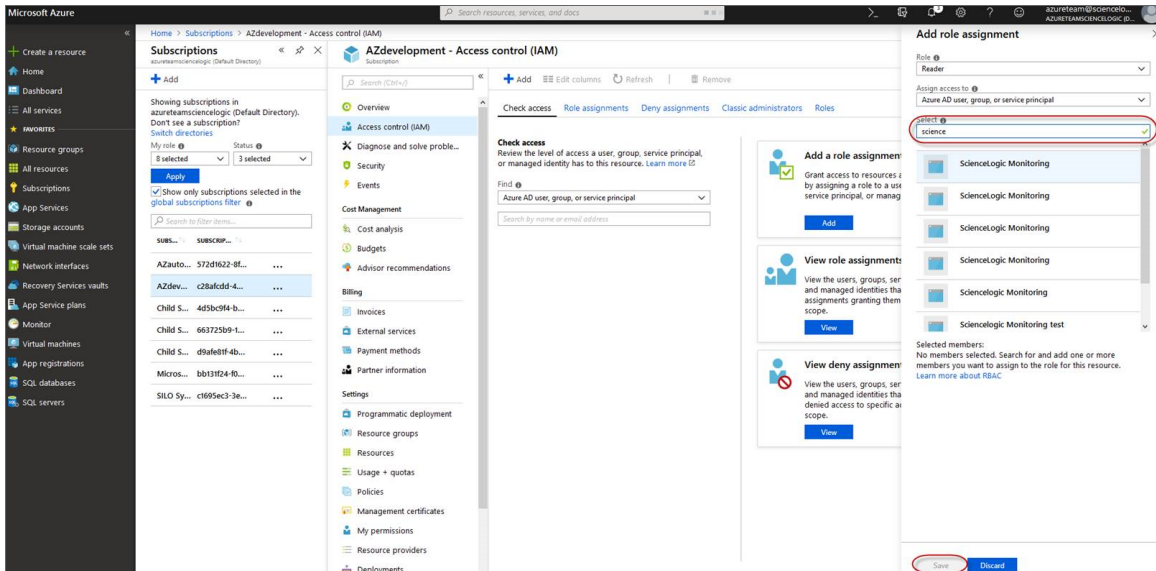 Microsoft Azure
Search resources, services, and docs
azureteam@sciencelo...
AZURETEAMSCIENCELOGIC (D...
Create a resource
Home
Dashboard
All services
FAVORITES
Resource groups
All resources
Subscriptions
App Services
Storage accounts
Virtual machine scale sets
Network interfaces
Recovery Services vaults
App Service plans
Monitor
Virtual machines
App registrations
SQL databases
SQL servers
Home > Subscriptions > AZdevelopment - Access control (IAM)
Subscriptions
azureteamsciencelogic (Default Directory)
Add
Showing subscriptions in
azureteamsciencelogic (Default Directory).
Don't see a subscription?
Switch directories
My role
Status
8 selected
3 selected
Apply
Show only subscriptions selected in the
global subscriptions filter
Search to filter items...
SUBS...
SUBSCRIP...
AZauto... 572d1622-8f... ...
AZdev... c28afcdd-4... ...
Child S... 4d5bc9f4-b... ...
Child S... 663725b9-1... ...
Child S... d9afe81f-4b... ...
Micros... bb131f24-f0... ...
SILO Sy... c1695ec3-3e... ...
AZdevelopment - Access control (IAM)
Subscription
Search (Ctrl+/)
Overview
Access control (IAM)
Diagnose and solve proble...
Security
Events
Cost Management
Cost analysis
Budgets
Advisor recommendations
Billing
Invoices
External services
Payment methods
Partner information
Settings
Programmatic deployment
Resource groups
Resources
Usage + quotas
Policies
Management certificates
My permissions
Resource providers
Deployments
Add
Edit columns
Refresh
Remove
Check access
Role assignments
Deny assignments
Classic administrators
Roles
Check access
Review the level of access a user, group, service principal,
or managed identity has to this resource. Learn more
Find
Azure AD user, group, or service principal
Search by name or email address
Add a role assignment
Grant access to resources a
by assigning a role to a use
service principal, or manag
Add
View role assignments
View the users, groups, ser
and managed identities tha
assignments granting them
scope.
View
View deny assignment
View the users, groups, ser
and managed identities tha
denied access to specific a
scope.
View
Add role assignment
Role
Reader
Assign access to
Azure AD user, group, or service principal
Select
science
ScienceLogic Monitoring
ScienceLogic Monitoring
ScienceLogic Monitoring
ScienceLogic Monitoring
Sciencelogic Monitoring
Sciencelogic Monitoring test
Selected members:
No members selected. Search for and add one or more
members you want to assign to the role for this resource.
Learn more about RBAC
Save
Discard